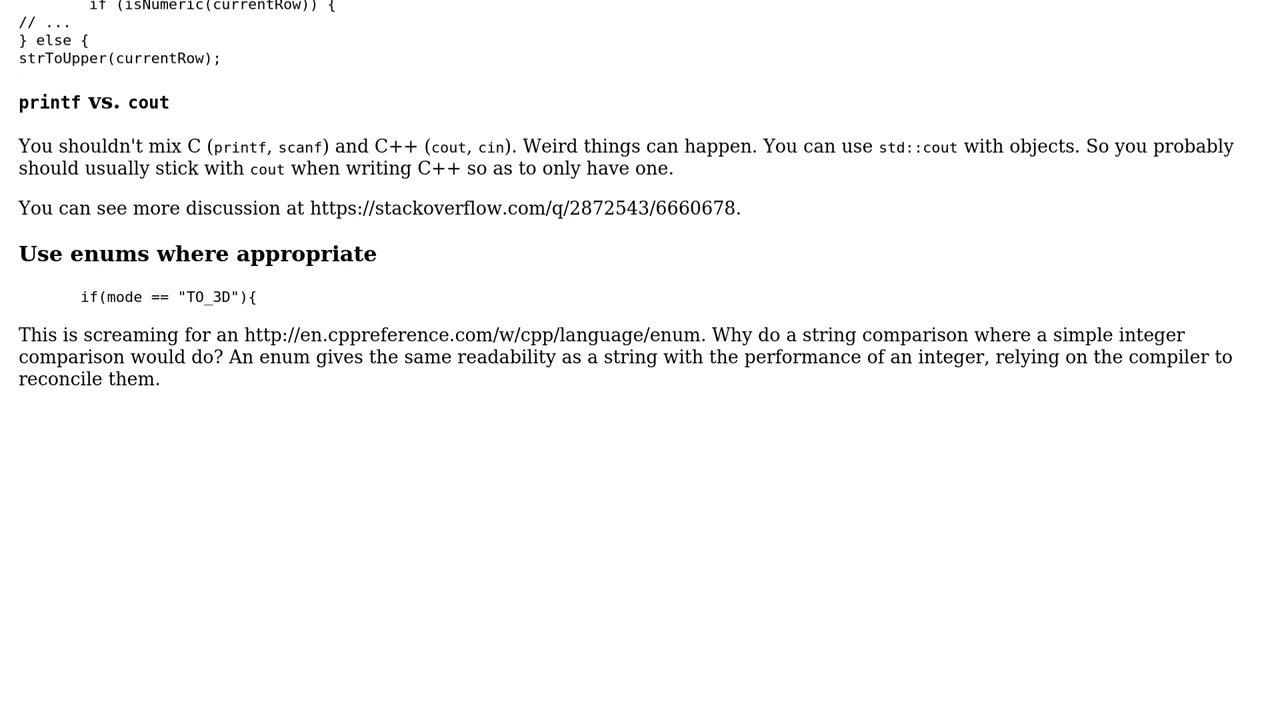 if (isNumeric(currentRow)) {
// ...
} else {
strToUpper(currentRow);
printf vs. cout
You shouldn't mix C (printf, scanf) and C++ (cout, cin). Weird things can happen. You can use std::cout with objects. So you probably
should usually stick with cout when writing C++ so as to only have one.
You can see more discussion at https://stackoverflow.com/q/2872543/6660678.
Use enums where appropriate
if(mode == "TO_3D"){
This is screaming for an http://en.cppreference.com/w/cpp/language/enum. Why do a string comparison where a simple integer
comparison would do? An enum gives the same readability as a string with the performance of an integer, relying on the compiler to
reconcile them.